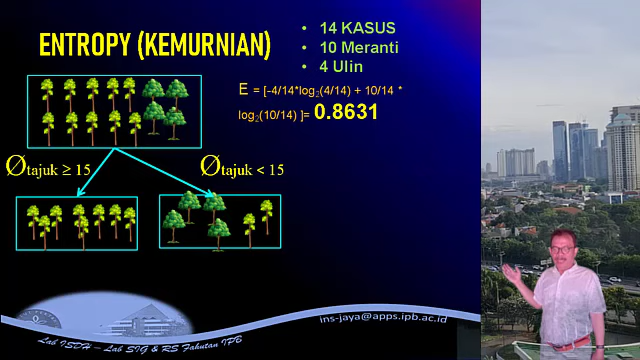 ENTROPY (KEMURNIAN)
• 14 KASUS
• 10 Meranti
• 4 Ulin
E = [-4/14*log₂(4/14) + 10/14 *
log₂(10/14) ]= 0.8631
Øtajuk ≥ 15
Øtajuk < 15
ins-jaya@apps.ipb.ac.id
Lab ISDH – Lab SIG & RS Fahutan IPB